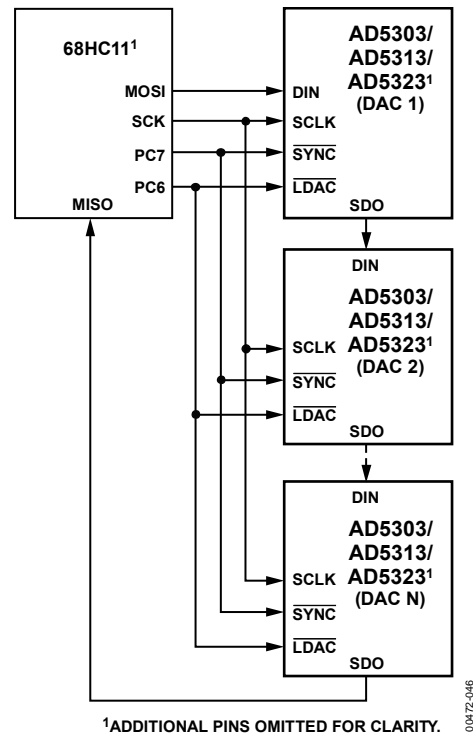 68HC11¹
MOSI
SCK
PC7
PC6
MISO
AD5303/
AD5313/
AD5323¹
(DAC 1)
DIN
SCLK
SYNC
LDAC
SDO
DIN
AD5303/
AD5313/
AD5323¹
(DAC 2)
SCLK
SYNC
LDAC
SDO
DIN
AD5303/
AD5313/
AD5323¹
(DAC N)
SCLK
SYNC
LDAC
SDO
¹ADDITIONAL PINS OMITTED FOR CLARITY.
00472-046